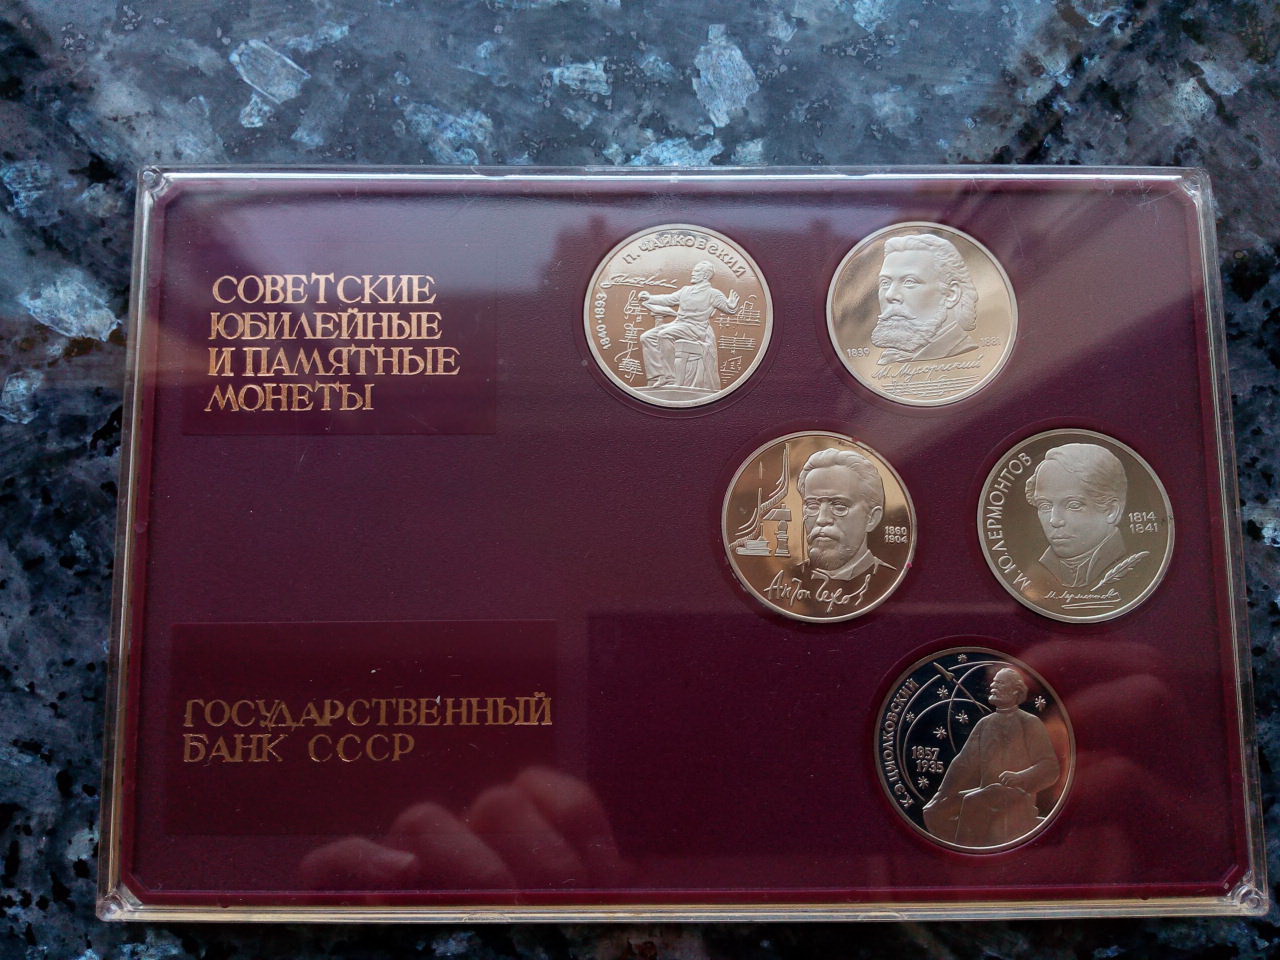 СОВЕТСКИЕ
ЮБИЛЕЙНЫЕ
И ПАМЯТНЫЕ
МОНЕТЫ
П. ЧАЙКОВСКИЙ
1840·1893
1839 1881
М. Мусоргский
1860
1904
Антон Чехов
М. Ю. ЛЕРМОНТОВ
1814
1841
М. Лермонтов
К.Э. ЦИОЛКОВСКИЙ
1857
1935
ГОСУДАРСТВЕННЫЙ
БАНК СССР